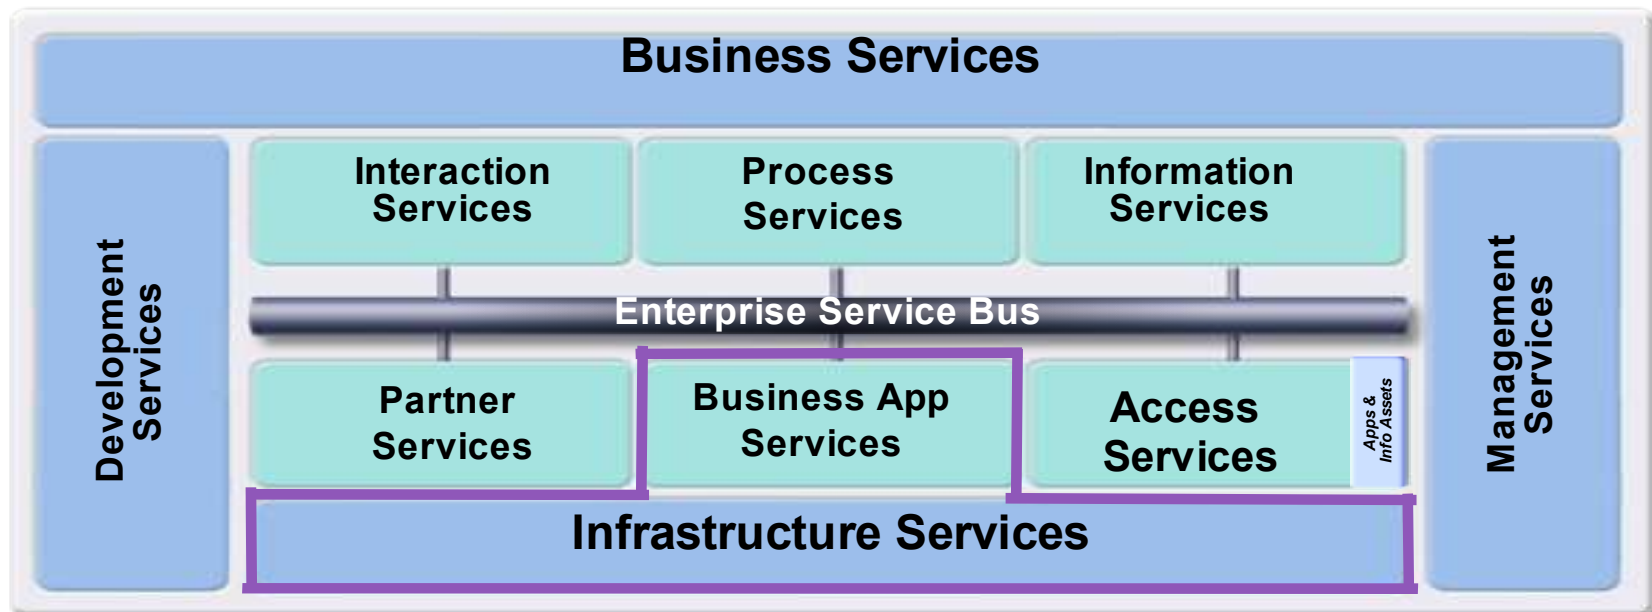 Business Services
Development
Services
Interaction
Services
Process
Services
Information
Services
Management
Services
Enterprise Service Bus
Partner
Services
Business App
Services
Access
Services
Apps &
Info Assets
Infrastructure Services